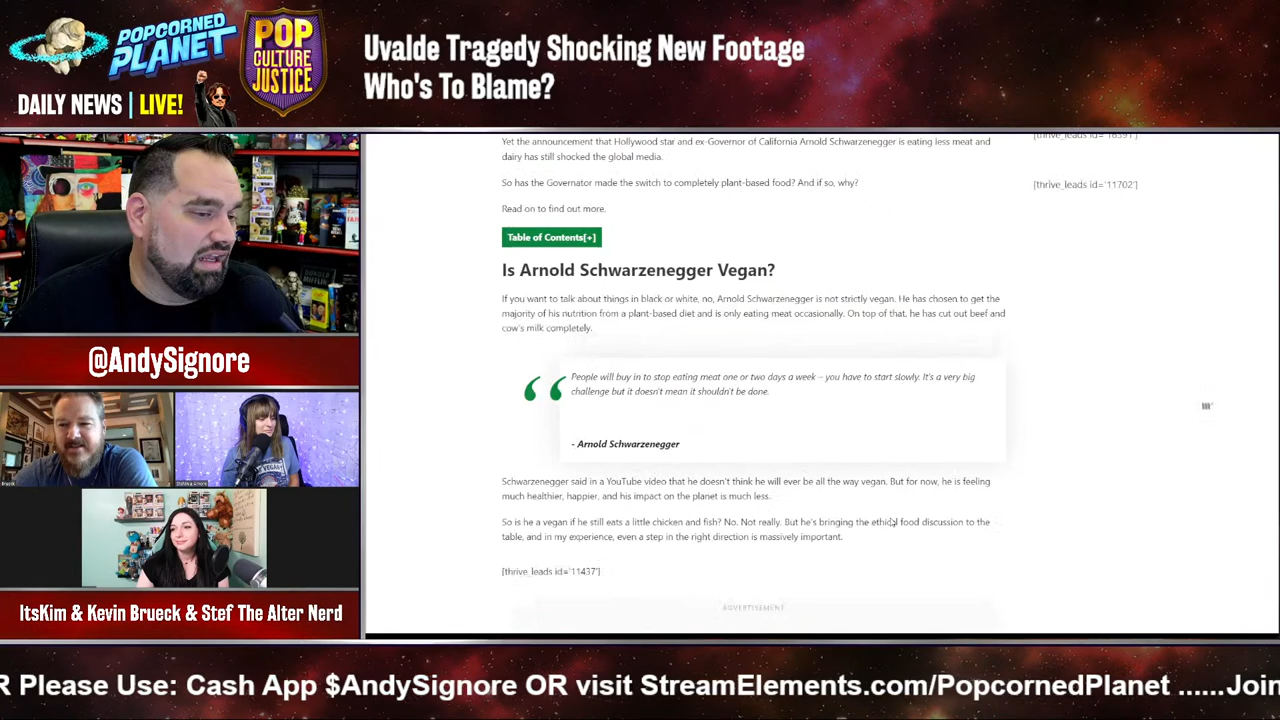 POPCORNED
PLANET
DAILY NEWS | LIVE!
POP
CULTURE
JUSTICE
Uvalde Tragedy Shocking New Footage
Who's To Blame?
Yet the announcement that Hollywood star and ex-Governor of California Arnold Schwarzenegger is eating less meat and
dairy has still shocked the global media.
So has the Governator made the switch to completely plant-based food? And if so, why?
Read on to find out more.
Table of Contents[+]
Is Arnold Schwarzenegger Vegan?
If you want to talk about things in black or white, no, Arnold Schwarzenegger is not strictly vegan. He has chosen to get the
majority of his nutrition from a plant-based diet and is only eating meat occasionally. On top of that, he has cut out beef and
cow's milk completely.
“ People will buy in to stop eating meat one or two days a week – you have to start slowly. It's a very big
challenge but it doesn't mean it shouldn't be done.
- Arnold Schwarzenegger
Schwarzenegger said in a YouTube video that he doesn't think he will ever be all the way vegan. But for now, he is feeling
much healthier, happier, and his impact on the planet is much less.
So is he a vegan if he still eats a little chicken and fish? No. Not really. But he's bringing the ethical food discussion to the
table, and in my experience, even a step in the right direction is massively important.
[thrive_leads id='11437']
ADVERTISEMENT
[thrive_leads id='16391']
[thrive_leads id='11702']
DUNDER
MIFFLIN
@AndySignore
ItsKim & Kevin Brueck & Stef The Alter Nerd
R Please Use: Cash App $AndySignore OR visit StreamElements.com/PopcornedPlanet ......Join